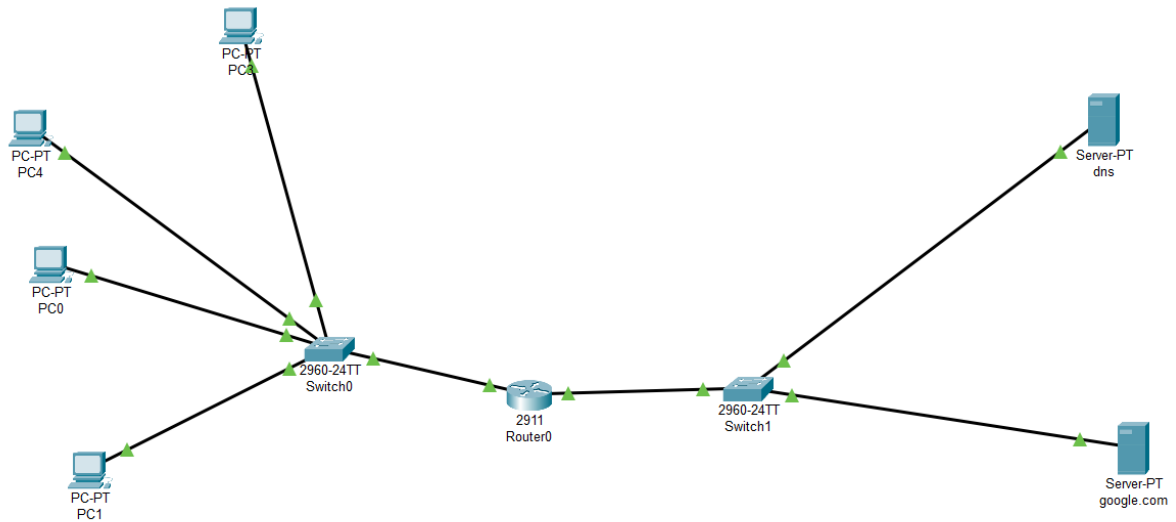 PC-PT
PC3
PC-PT
PC4
Server-PT
dns
PC-PT
PC0
2960-24TT
Switch0
2911
Router0
2960-24TT
Switch1
PC-PT
PC1
Server-PT
google.com